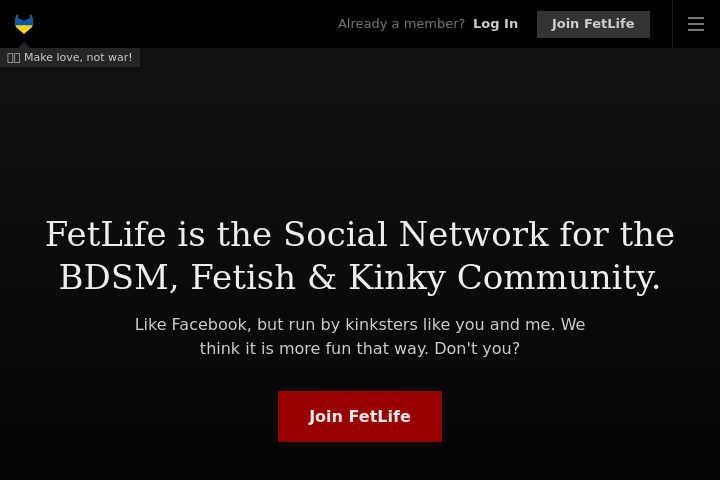 Already a member? Log In Join FetLife
Make love, not war!
FetLife is the Social Network for the
BDSM, Fetish & Kinky Community.
Like Facebook, but run by kinksters like you and me. We
think it is more fun that way. Don't you?
Join FetLife